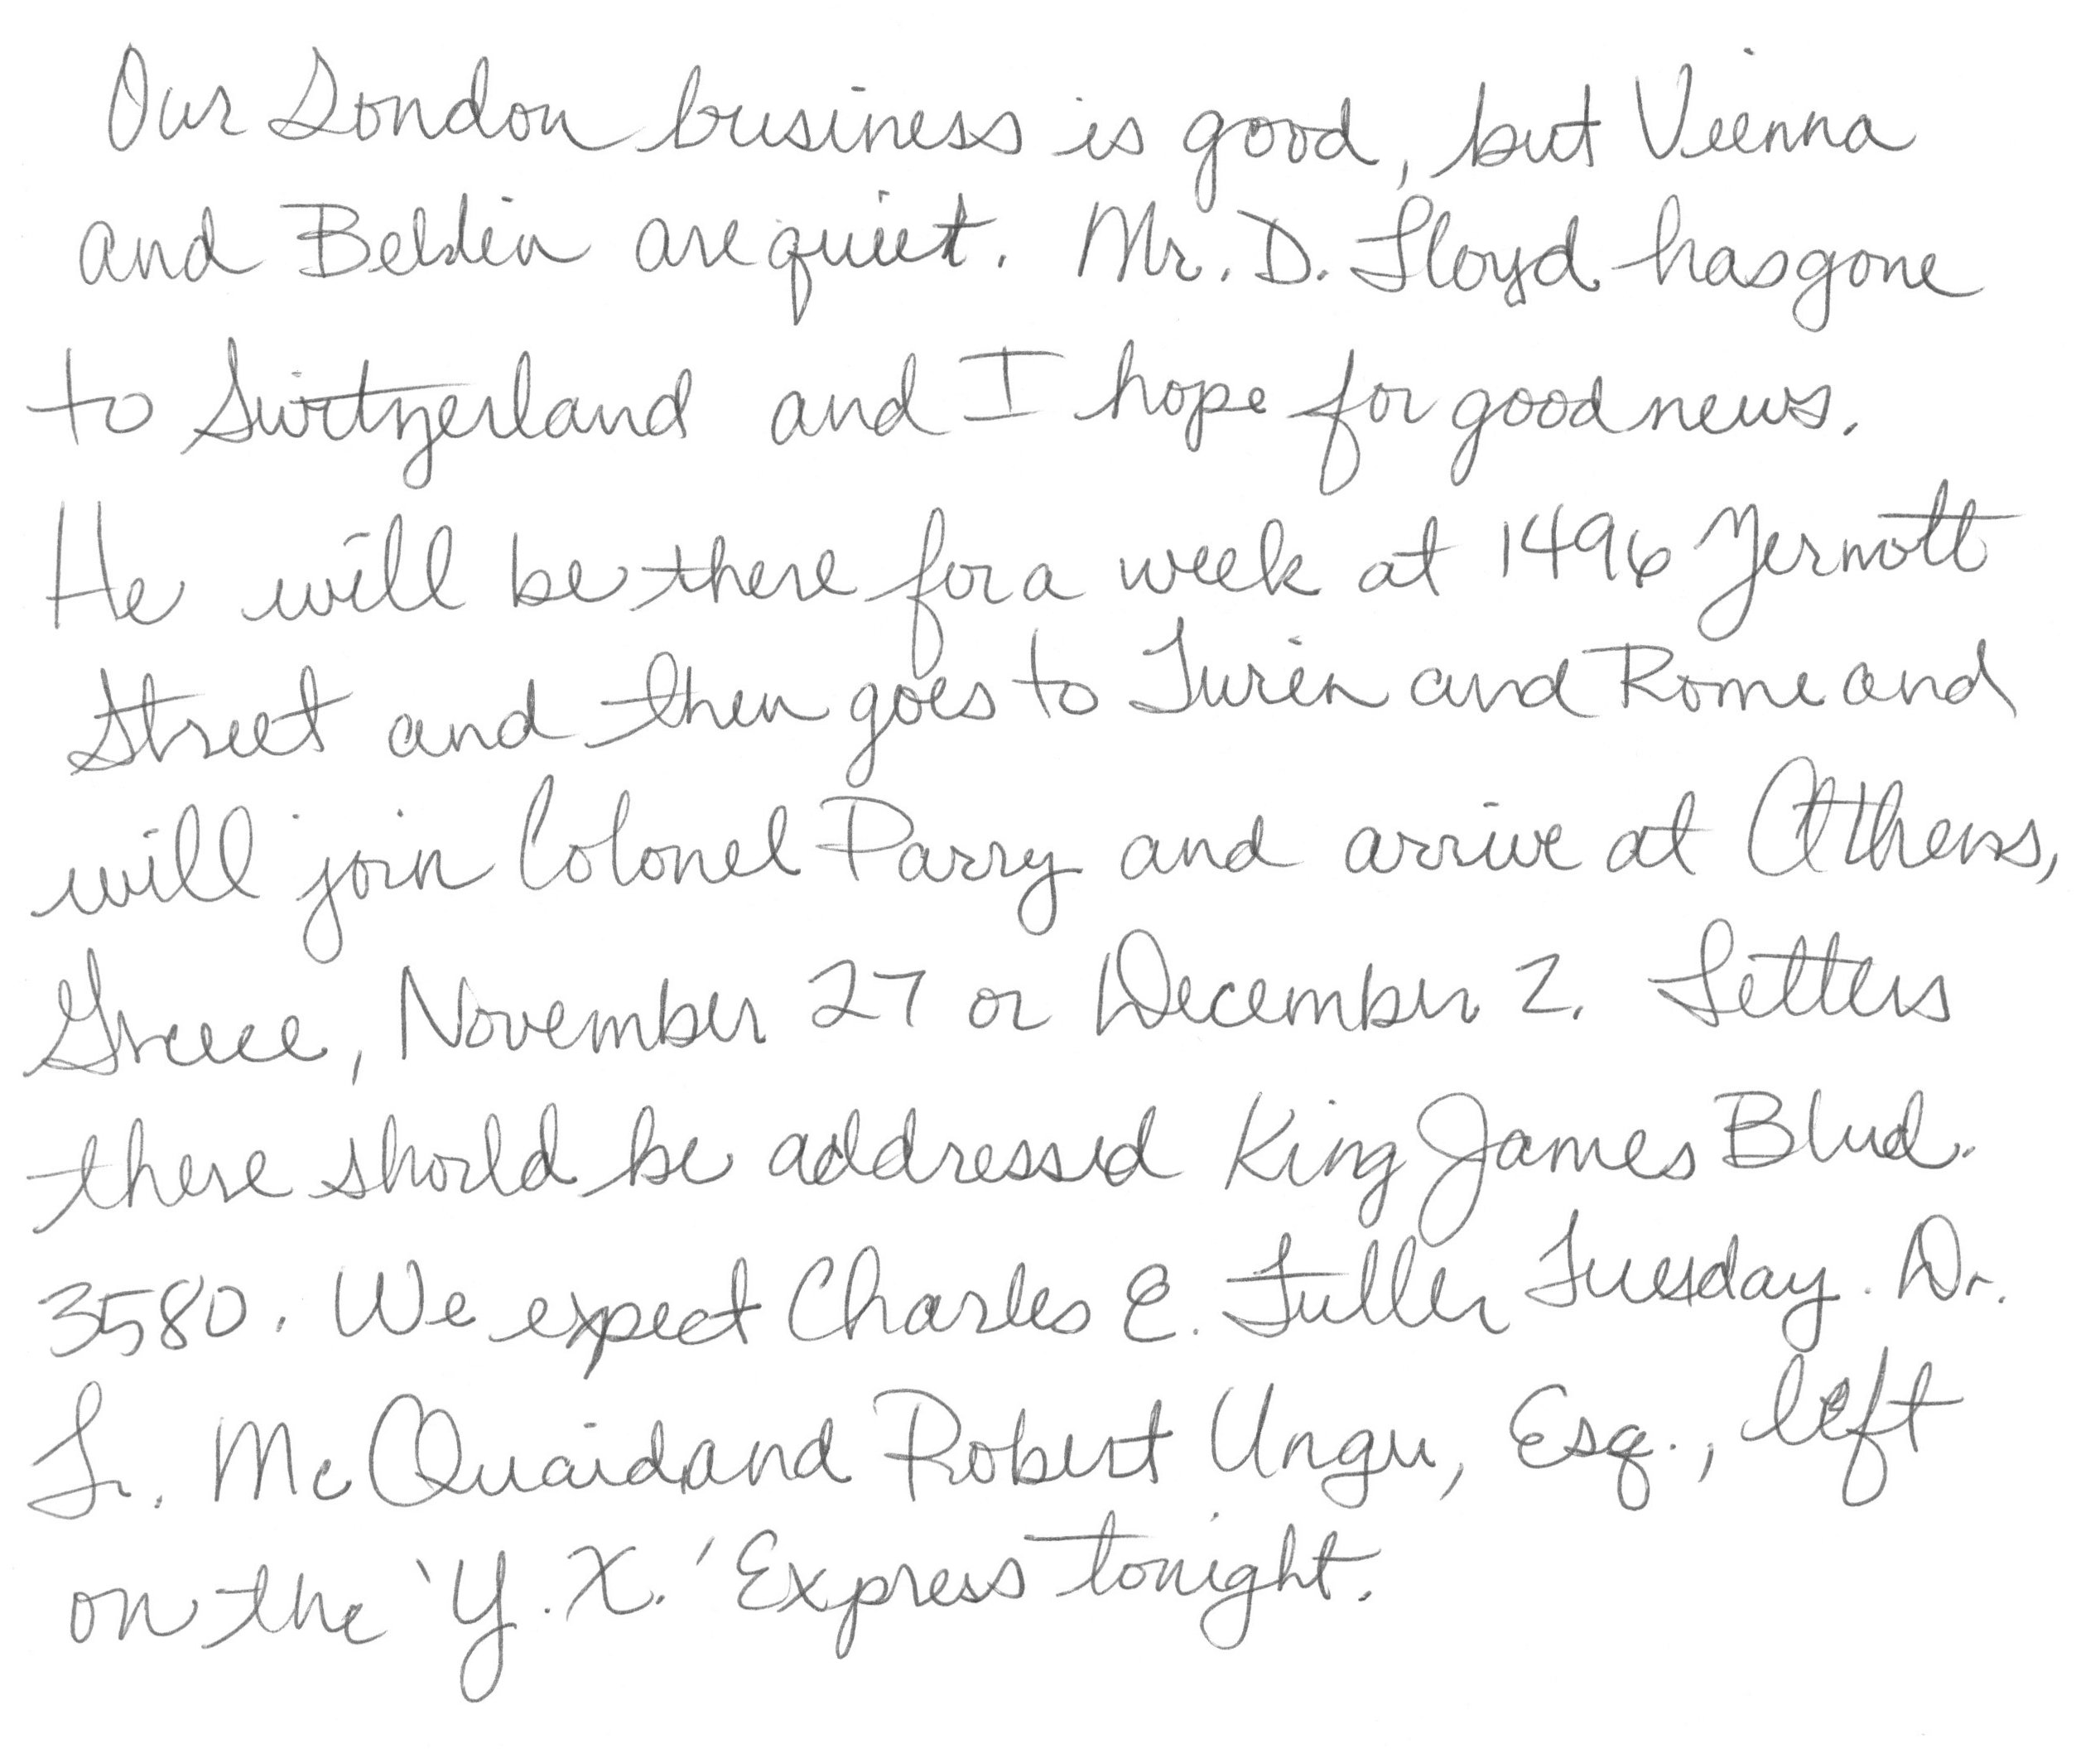 Our London business is good, but Vienna
and Beldin are quiet. Mr. D. Lloyd has gone
to Switzerland and I hope for good news.
He will be there for a week at 1496 Zermott
Street and then goes to Turin and Rome and
will join Colonel Parry and arrive at Athens,
Greece, November 27 or December 2. Letters
there should be addressed King James Blvd.
3580. We expect Charles E. Fuller Tuesday. Dr.
L. McQuaid and Robert Unger, Esq., left
on the 'Y. X.' Express tonight.